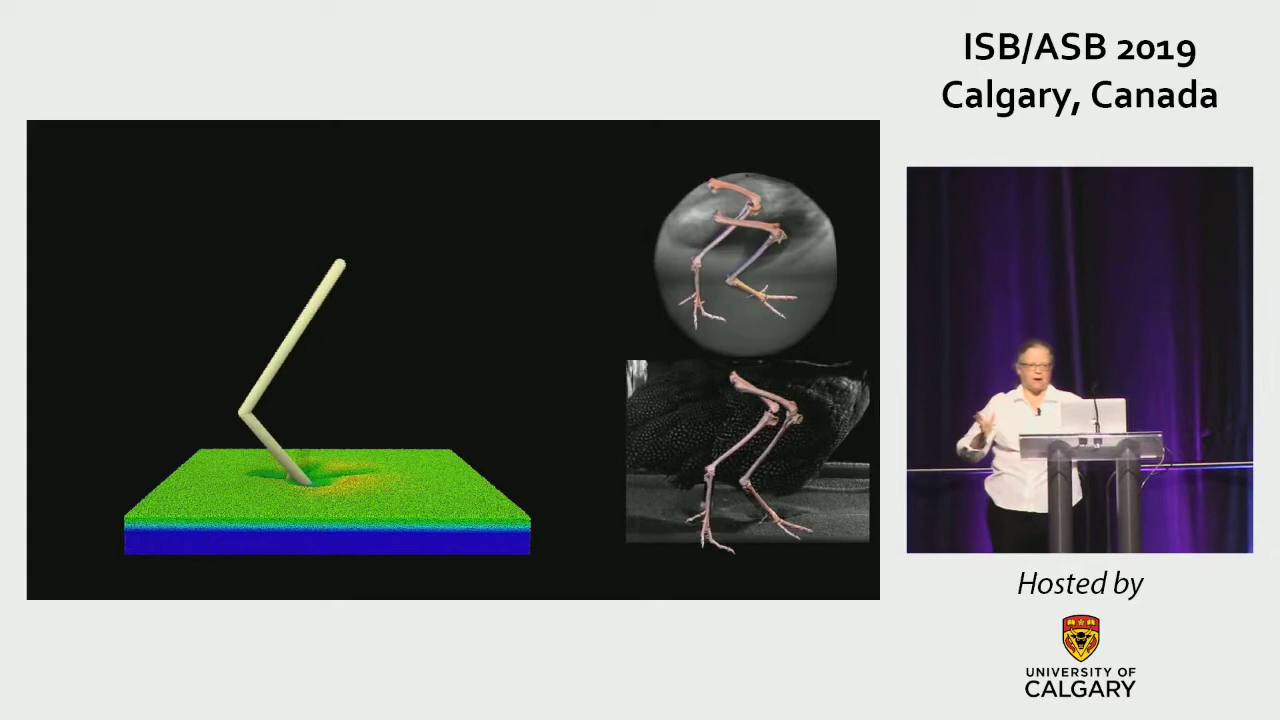 ISB/ASB 2019
Calgary, Canada
Hosted by
UNIVERSITY OF
CALGARY